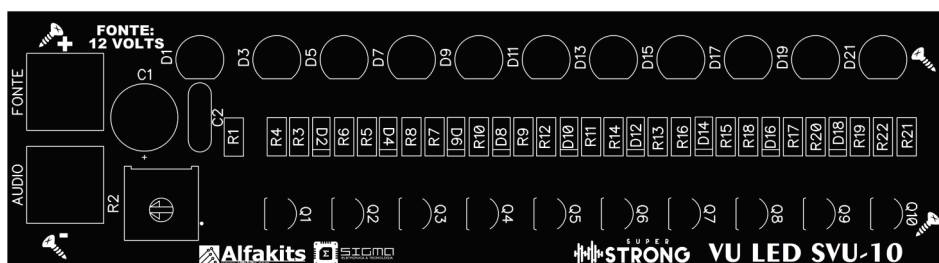 FONTE:
12 VOLTS
+
FONTE
C1
D1
D3
D5
D7
D9
D11
D13
D15
D17
D19
D21
C2
R1
R4
R3
D2
R6
R5
D4
R8
R7
D6
R10
D8
R9
R12
D10
R11
R14
D12
R13
R16
D14
R15
R18
D16
R17
R20
D18
R19
R22
R21
AUDIO
+
R2
Q1
Q2
Q3
Q4
Q5
Q6
Q7
Q8
Q9
Q10
-
Alfakits
Σ
SIGMA
ELETRÔNICA & TECNOLOGIA
SUPER
STRONG
VU LED SVU-10